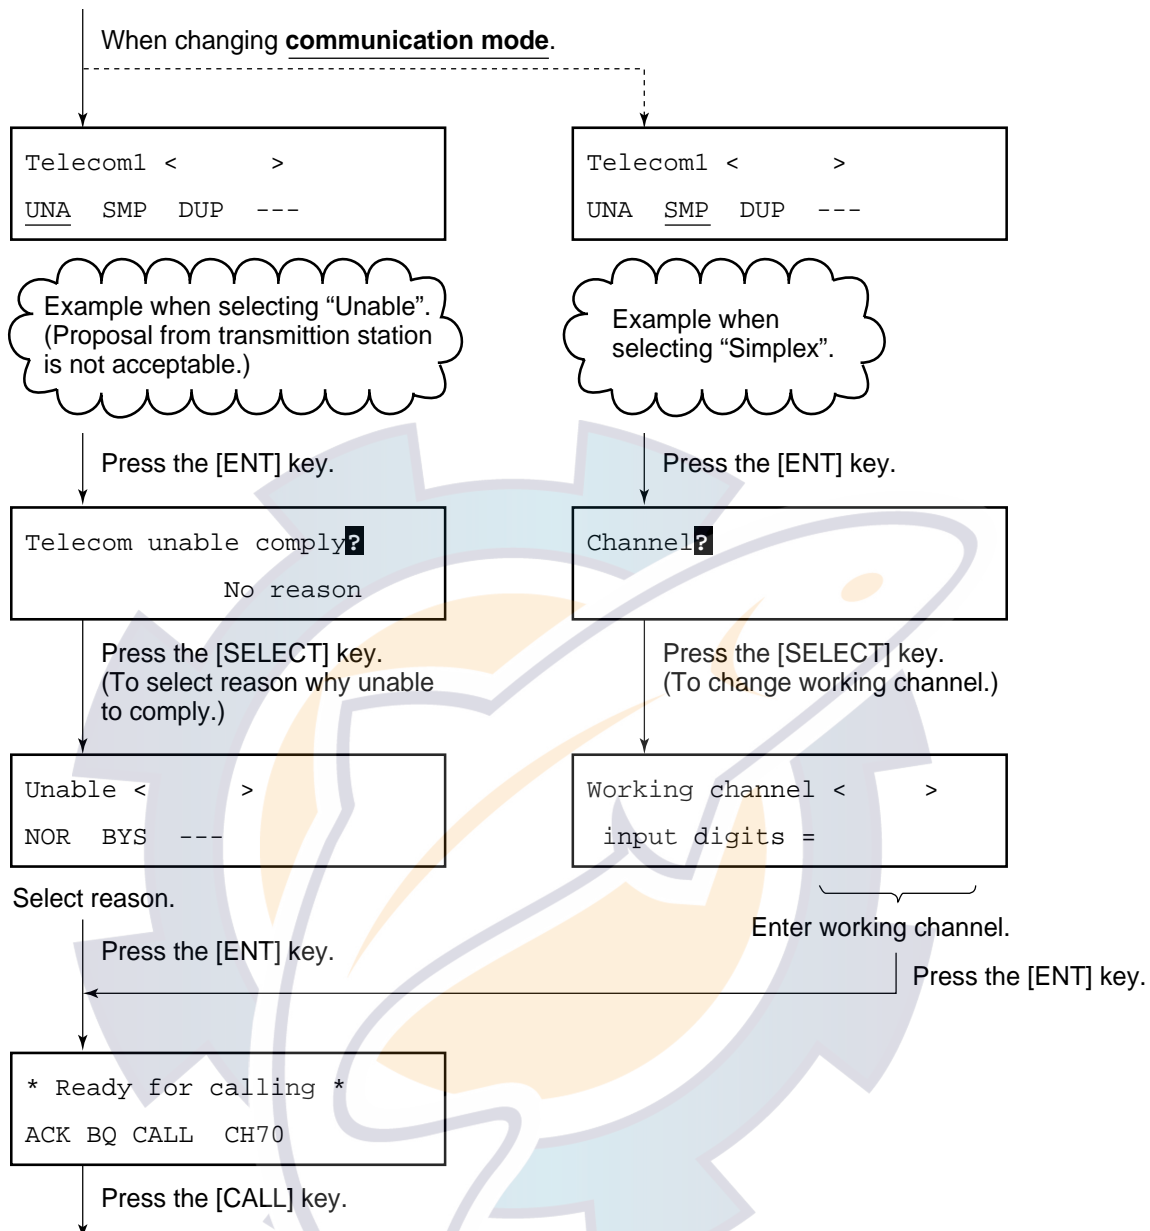 When changing communication mode.
Telecom1 <      >
UNA  SMP  DUP  ---
Telecom1 <      >
UNA  SMP  DUP  ---
Example when selecting “Unable”.
(Proposal from transmittion station
is not acceptable.)
Example when
selecting “Simplex”.
Press the [ENT] key.
Press the [ENT] key.
Telecom unable comply?
No reason
Channel?
Press the [SELECT] key.
(To select reason why unable
to comply.)
Press the [SELECT] key.
(To change working channel.)
Unable <      >
NOR  BYS  ---
Working channel <      >
input digits =
Select reason.
Press the [ENT] key.
Enter working channel.
Press the [ENT] key.
* Ready for calling *
ACK BQ CALL  CH70
Press the [CALL] key.